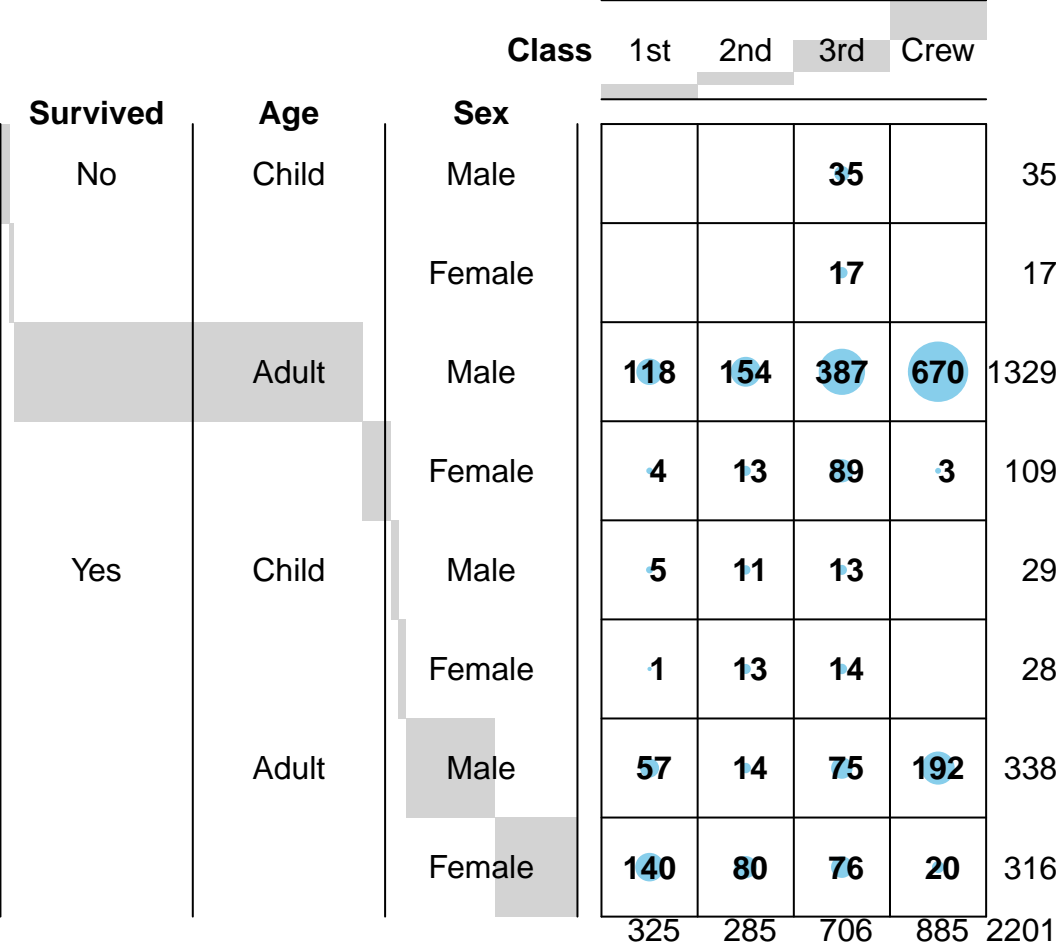 Class 1st 2nd 3rd Crew
Survived Age Sex
No Child Male 35 35
Female 17 17
Adult Male 118 154 387 670 1329
Female 4 13 89 3 109
Yes Child Male 5 11 13 29
Female 1 13 14 28
Adult Male 57 14 75 192 338
Female 140 80 76 20 316
325 285 706 885 2201